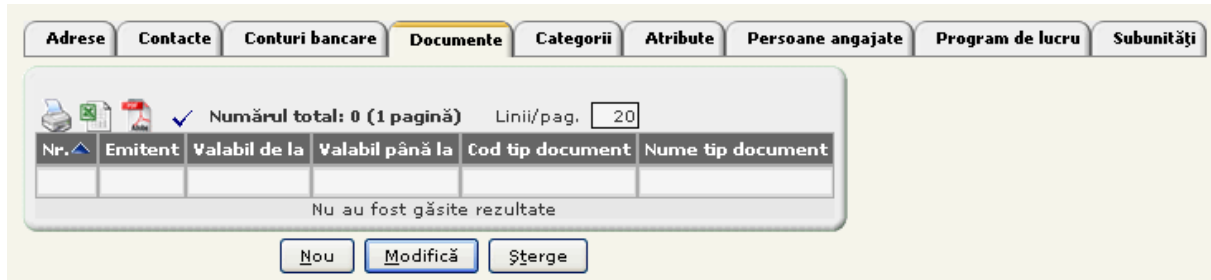 Adrese Contacte Conturi bancare Documente Categorii Atribute Persoane angajate Program de lucru Subunităţi
Numărul total: 0 (1 pagină) Linii/pag. 20
Nr. Emitent Valabil de la Valabil până la Cod tip document Nume tip document
Nu au fost găsite rezultate
Nou Modifică Şterge